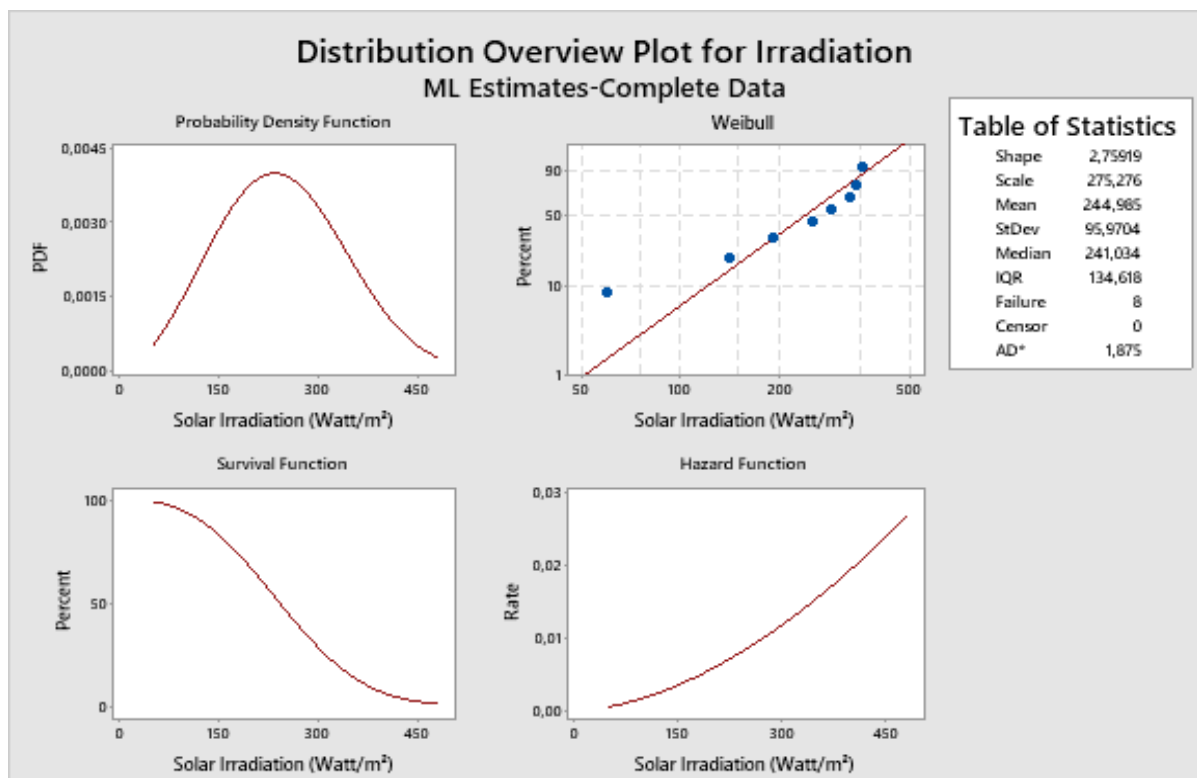 Distribution Overview Plot for Irradiation
ML Estimates-Complete Data
Probability Density Function
0,0045
0,0030
0,0015
0,0000
PDF
0 150 300 450
Solar Irradiation (Watt/m²)
Weibull
90
50
10
1
Percent
50 100 200 500
Solar Irradiation (Watt/m²)
Table of Statistics
Shape 2,75919
Scale 275,276
Mean 244,985
StDev 95,9704
Median 241,034
IQR 134,618
Failure 8
Censor 0
AD* 1,875
Survival Function
100
50
0
Percent
0 150 300 450
Solar Irradiation (Watt/m²)
Hazard Function
0,03
0,02
0,01
0,00
Rate
0 150 300 450
Solar Irradiation (Watt/m²)